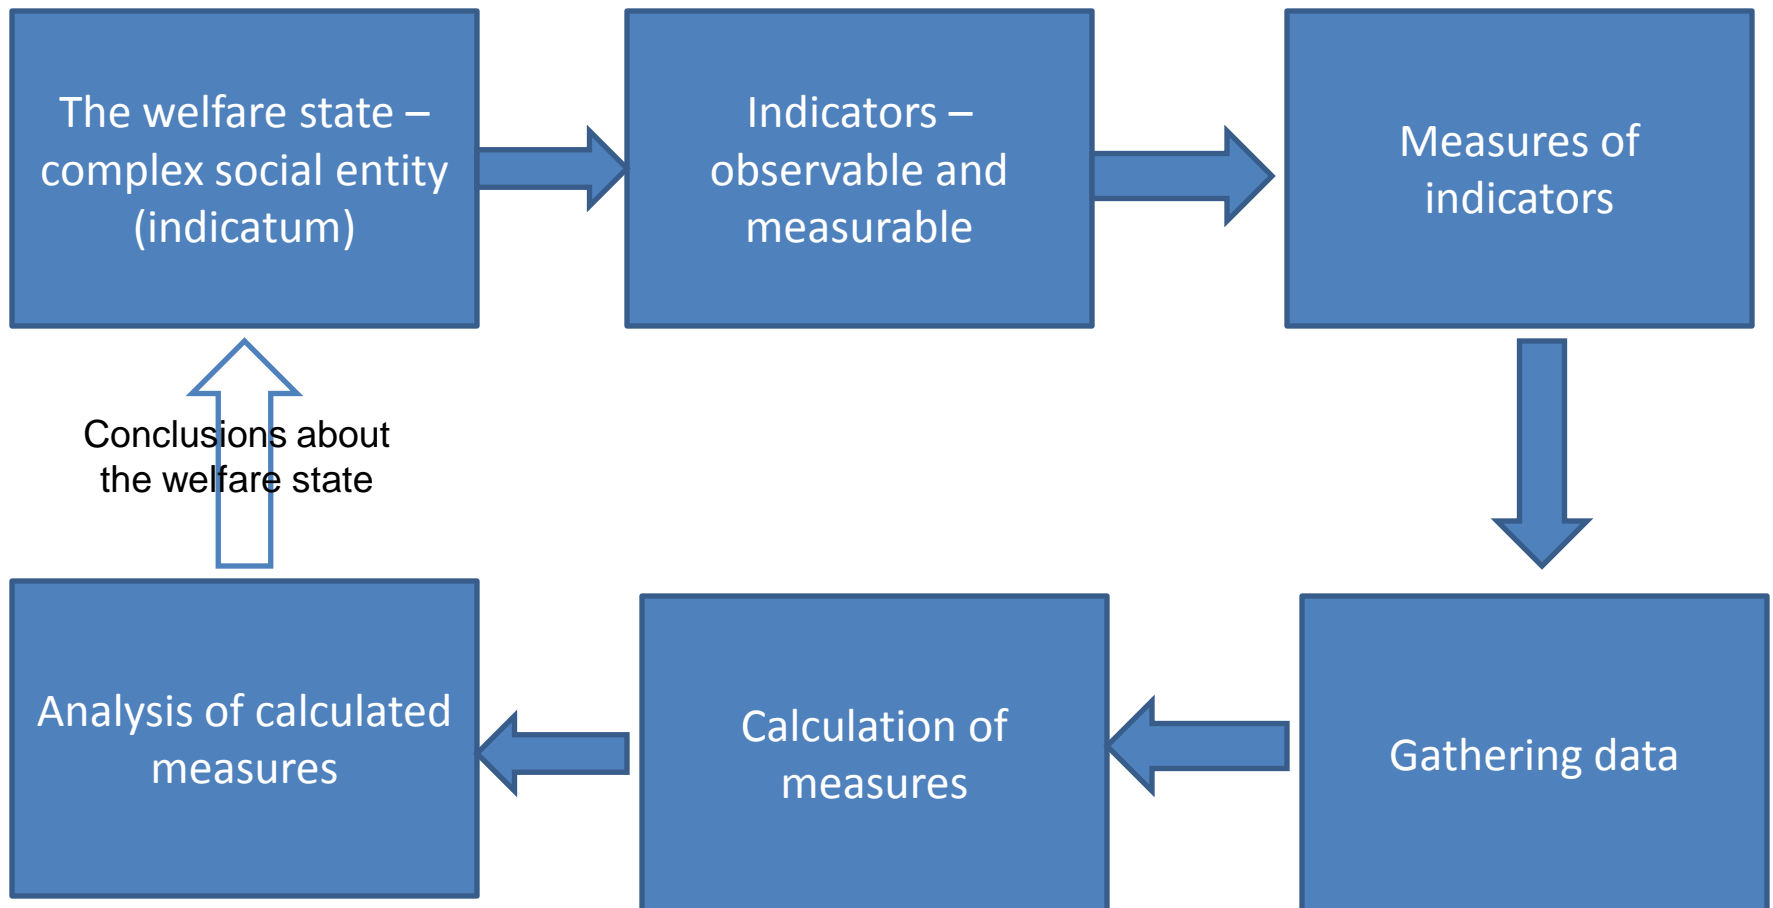 The welfare state –
complex social entity
(indicatum)
Indicators –
observable and
measurable
Measures of
indicators
Conclusions about
the welfare state
Analysis of calculated
measures
Calculation of
measures
Gathering data